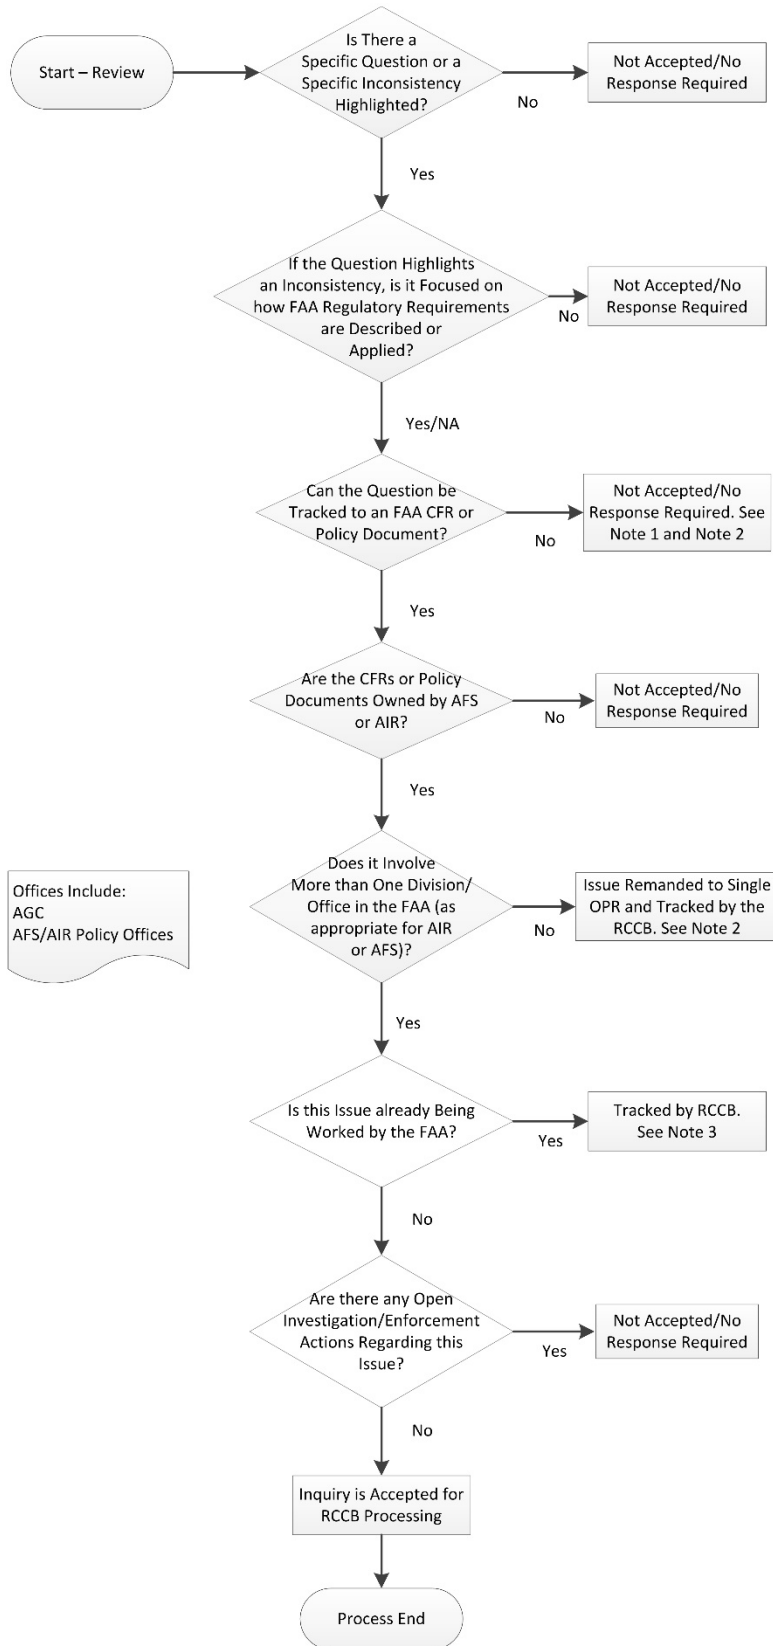 Start – Review
Is There a
Specific Question or a
Specific Inconsistency
Highlighted?
No
Not Accepted/No
Response Required
Yes
If the Question Highlights
an Inconsistency, is it Focused on
how FAA Regulatory Requirements
are Described or
Applied?
No
Not Accepted/No
Response Required
Yes/NA
Can the Question be
Tracked to an FAA CFR or
Policy Document?
No
Not Accepted/No
Response Required. See
Note 1 and Note 2
Yes
Are the CFRs or Policy
Documents Owned by AFS
or AIR?
No
Not Accepted/No
Response Required
Yes
Offices Include:
AGC
AFS/AIR Policy Offices
Does it Involve
More than One Division/
Office in the FAA (as
appropriate for AIR
or AFS)?
No
Issue Remanded to Single
OPR and Tracked by the
RCCB. See Note 2
Yes
Is this Issue already Being
Worked by the FAA?
Yes
Tracked by RCCB.
See Note 3
No
Are there any Open
Investigation/Enforcement
Actions Regarding this
Issue?
Yes
Not Accepted/No
Response Required
No
Inquiry is Accepted for
RCCB Processing
Process End